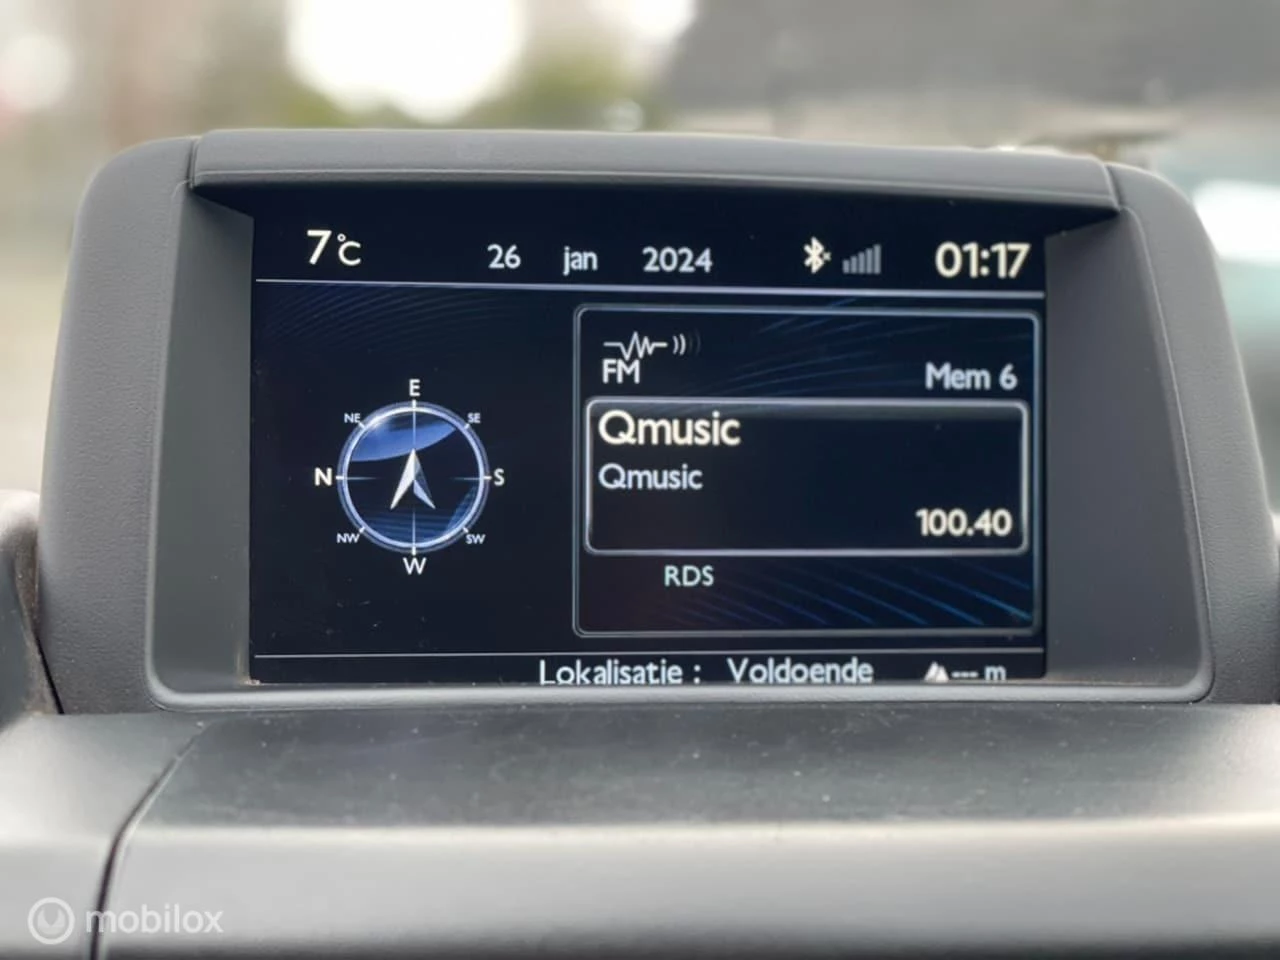 7°C 26 jan 2024 01:17
FM
Mem 6
Qmusic
Qmusic
100.40
RDS
E
NE SE
N S
NW SW
W
Lokalisatie : Voldoende --- m
mobilox